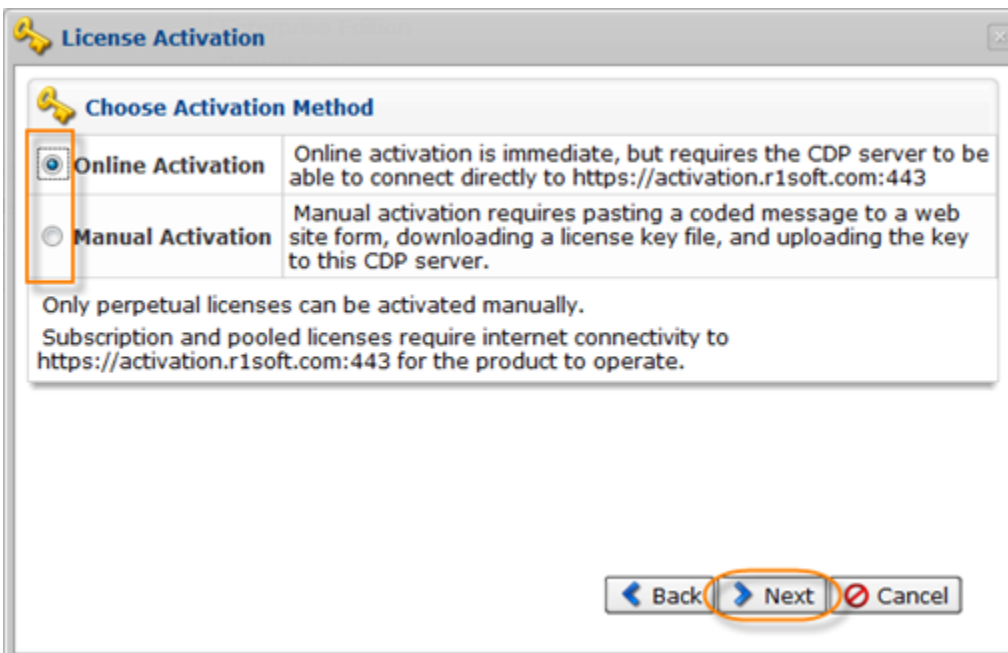 License Activation
Choose Activation Method
Online Activation
Online activation is immediate, but requires the CDP server to be
able to connect directly to https://activation.r1soft.com:443
Manual Activation
Manual activation requires pasting a coded message to a web
site form, downloading a license key file, and uploading the key
to this CDP server.
Only perpetual licenses can be activated manually.
Subscription and pooled licenses require internet connectivity to
https://activation.r1soft.com:443 for the product to operate.
Back
Next
Cancel